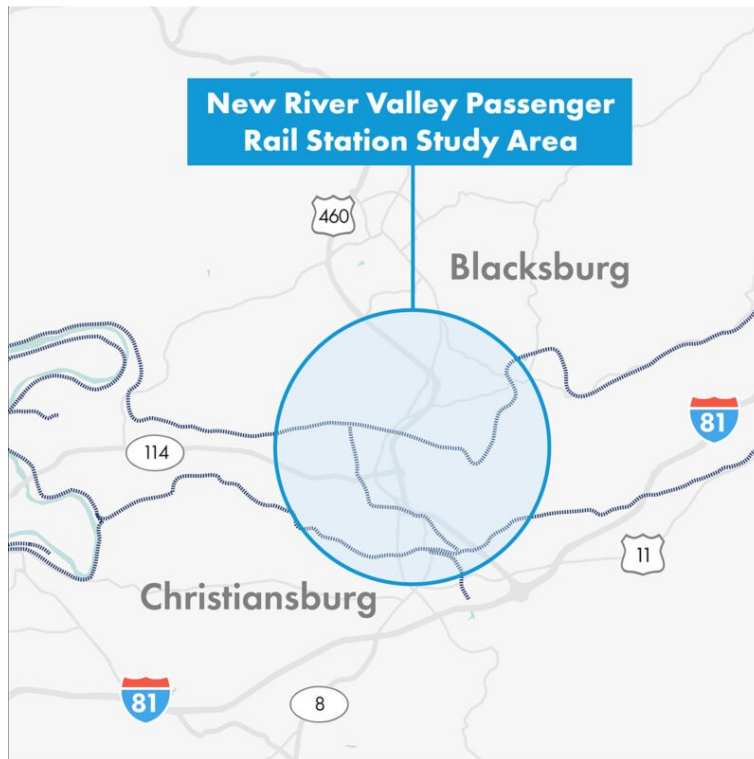 New River Valley Passenger
Rail Station Study Area
460
Blacksburg
81
114
11
Christiansburg
81
8